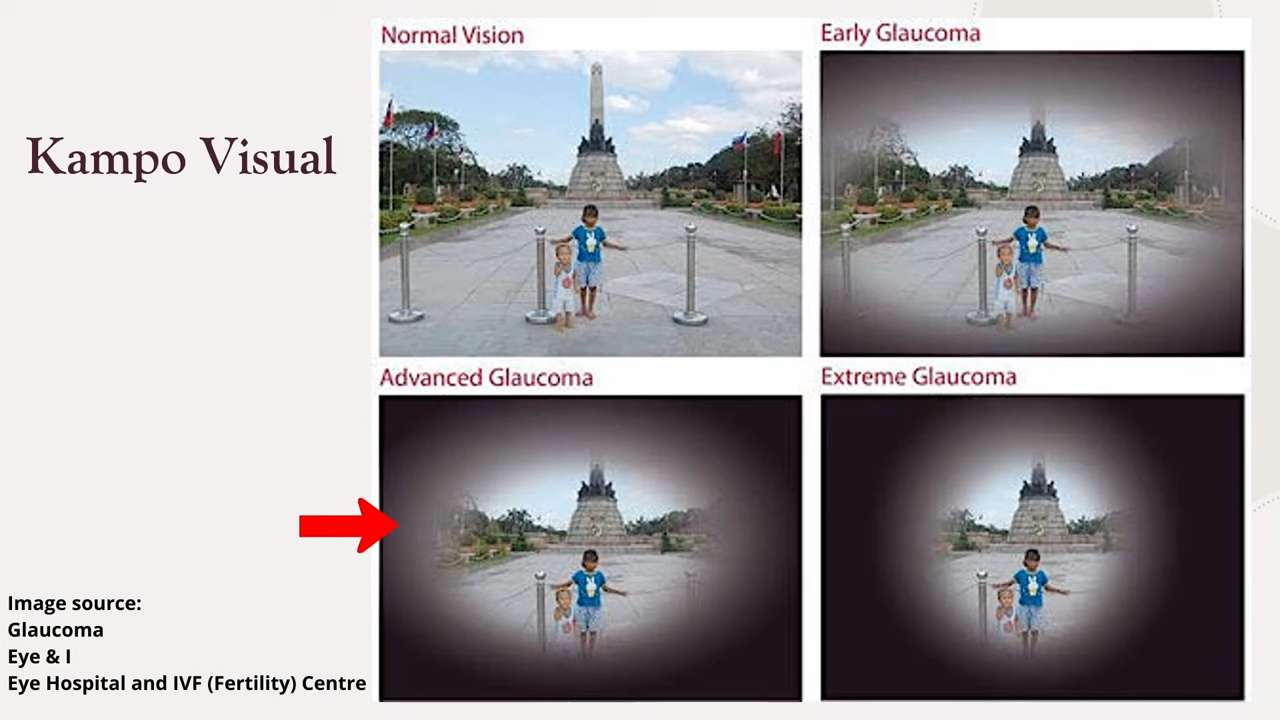 Kampo Visual
Normal Vision
Early Glaucoma
Advanced Glaucoma
Extreme Glaucoma
Image source:
Glaucoma
Eye & I
Eye Hospital and IVF (Fertility) Centre